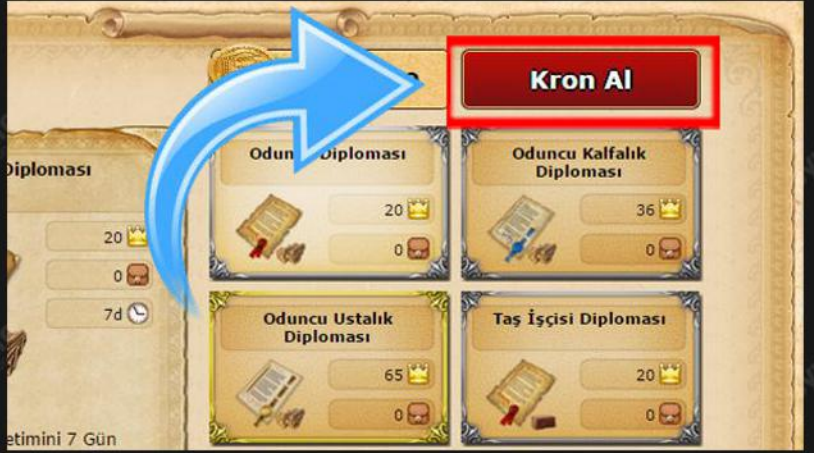 Kron Al
Diploması
20
0
7d
etimini 7 Gün
Diploması
20
0
Oduncu Kalfalık
Diploması
36
0
Oduncu Ustalık
Diploması
65
0
Taş İşçisi Diploması
20
0